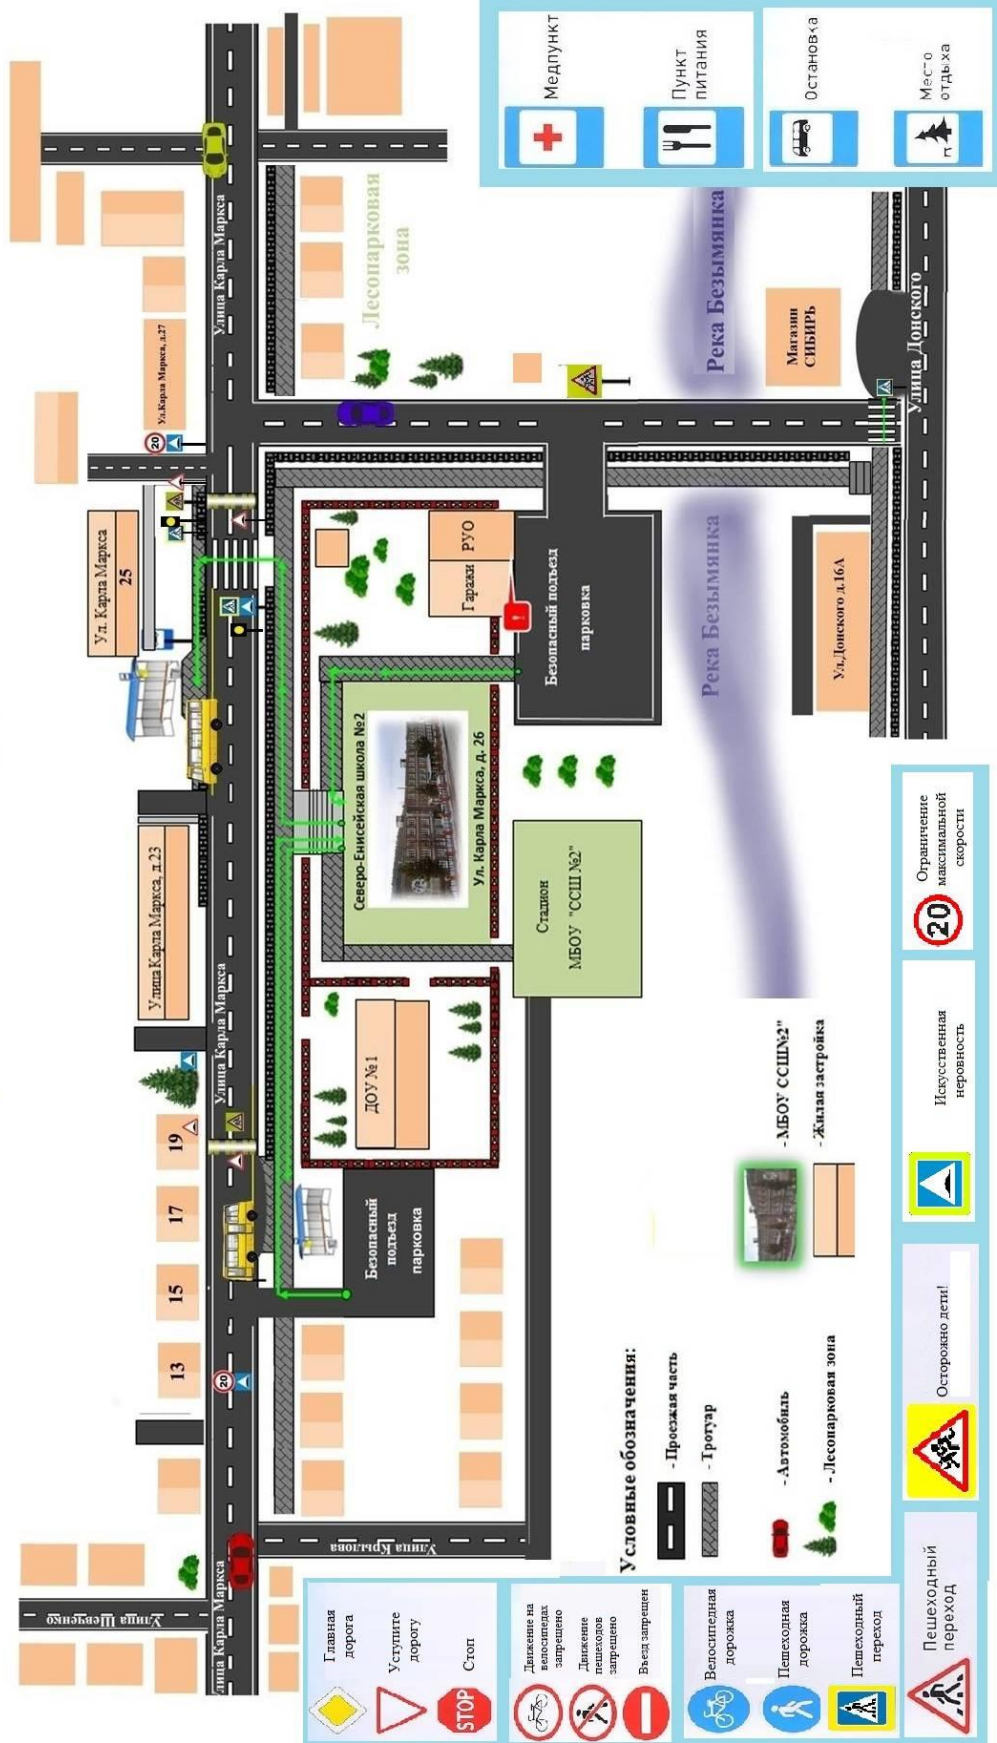 Улица Шевченко
Улица Карла Маркса
Улица Крылова
13
15
17
19
20
Улица Карла Маркса
Улица Карла Маркса, д.23
Ул. Карла Маркса
25
20
Ул.Карла Маркса, д.27
Улица Карла Маркса
Безопасный
подъезд
парковка
ДОУ №1
Северо-Енисейская школа №2
Ул. Карла Маркса, д. 26
Гаражи
РУО
Лесопарковая
зона
Стадион
МБОУ "ССШ №2"
Безопасный подъезд
парковка
Река Безымянка
Река Безымянка
Ул.Донского д.16А
Магазин
СИБИРЬ
Улица Донского
Медпункт
Пункт
питания
Остановка
Место
отдыха
Условные обозначения:
- Проезжая часть
- Тротуар
- Автомобиль
- Лесопарковая зона
- МБОУ ССШ№2"
- Жилая застройка
Главная
дорога
Уступите
дорогу
STOP
Стоп
Движение на
велосипедах
запрещено
Движение
пешеходов
запрещено
Въезд запрещен
Велосипедная
дорожка
Пешеходная
дорожка
Пешеходный
переход
Пешеходный
переход
Осторожно дети!
Искусственная
неровность
20
Ограничение
максимальной
скорости